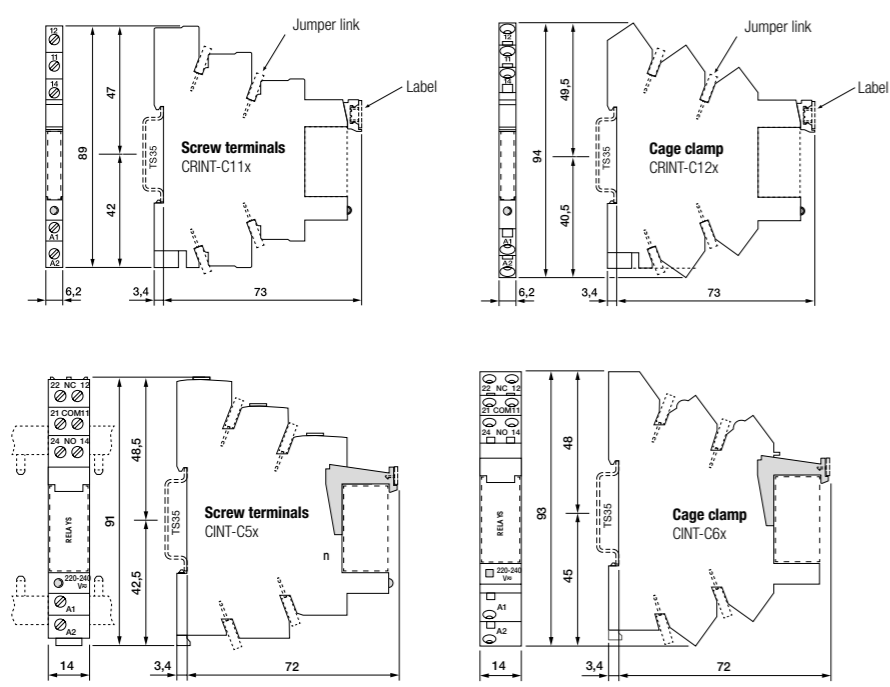 12
11
14
A1
A2
47
89
42
6,2
3,4
73
TS35
Screw terminals
CRINT-C11x
Jumper link
Label
12
11
14
A1
A2
49,5
94
40,5
6,2
3,4
73
TS35
Cage clamp
CRINT-C12x
Jumper link
Label
22 NC 12
21 COM11
24 NO 14
RELAYS
220-240
V≂
A1
A2
48,5
91
42,5
14
3,4
72
TS35
Screw terminals
CINT-C5x
n
22 NC 12
21 COM11
24 NO 14
RELAYS
220-240
V≂
A1
A2
48
93
45
14
3,4
72
TS35
Cage clamp
CINT-C6x